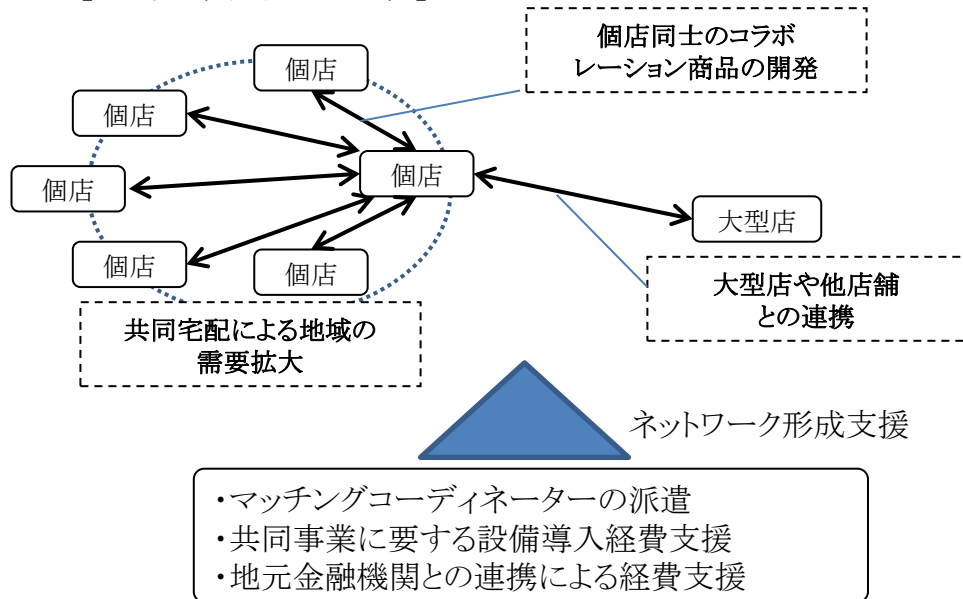 個店同士のコラボ
レーション商品の開発
個店
個店
個店
個店
個店
個店
大型店
大型店や他店舗
との連携
共同宅配による地域の
需要拡大
ネットワーク形成支援
・マッチングコーディネーターの派遣
・共同事業に要する設備導入経費支援
・地元金融機関との連携による経費支援